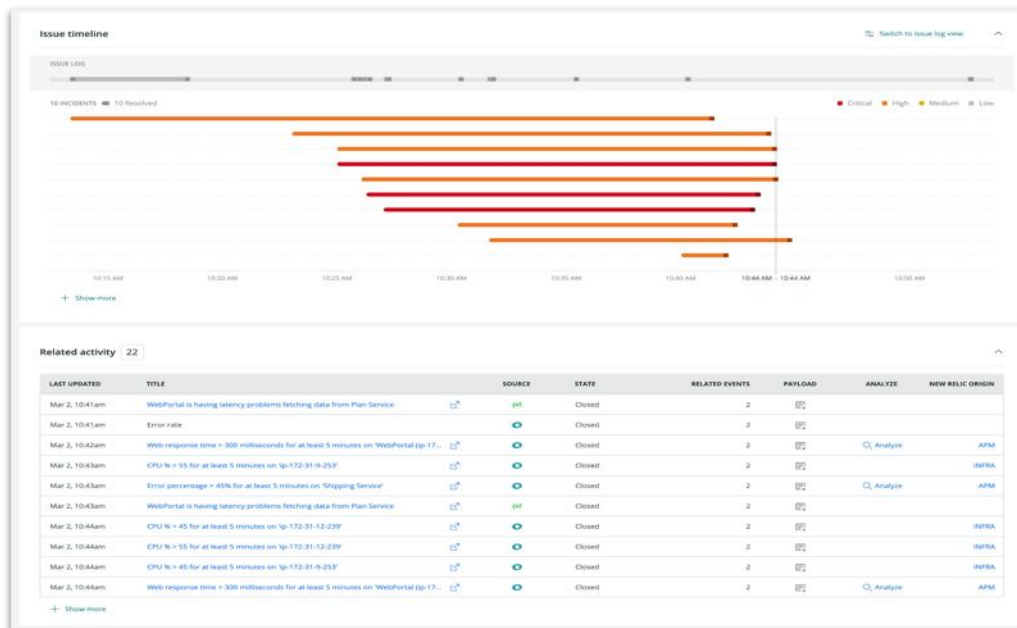 Issue timeline
Switch to issue log view
ISSUE LOG
10 INCIDENTS 10 Resolved
Critical High Medium Low
10:15 AM 10:20 AM 10:25 AM 10:30 AM 10:35 AM 10:40 AM 10:44 AM - 10:44 AM 10:50 AM
+ Show more
Related activity 22
LAST UPDATED TITLE SOURCE STATE RELATED EVENTS PAYLOAD ANALYZE NEW RELIC ORIGIN
Mar 2, 10:41am WebPortal is having latency problems fetching data from Plan Service pd Closed 2
Mar 2, 10:41am Error rate Closed 2
Mar 2, 10:42am Web response time > 300 milliseconds for at least 5 minutes on 'WebPortal (ip-17... Closed 2 Analyze APM
Mar 2, 10:43am CPU % > 55 for at least 5 minutes on 'ip-172-31-9-253' Closed 2 INFRA
Mar 2, 10:43am Error percentage > 45% for at least 5 minutes on 'Shipping Service' Closed 2 Analyze APM
Mar 2, 10:43am WebPortal is having latency problems fetching data from Plan Service pd Closed 2
Mar 2, 10:44am CPU % > 45 for at least 5 minutes on 'ip-172-31-12-239' Closed 2 INFRA
Mar 2, 10:44am CPU % > 55 for at least 5 minutes on 'ip-172-31-12-239' Closed 2 INFRA
Mar 2, 10:44am CPU % > 45 for at least 5 minutes on 'ip-172-31-9-253' Closed 2 INFRA
Mar 2, 10:44am Web response time > 300 milliseconds for at least 5 minutes on 'WebPortal (ip-17... Closed 2 Analyze APM
+ Show more